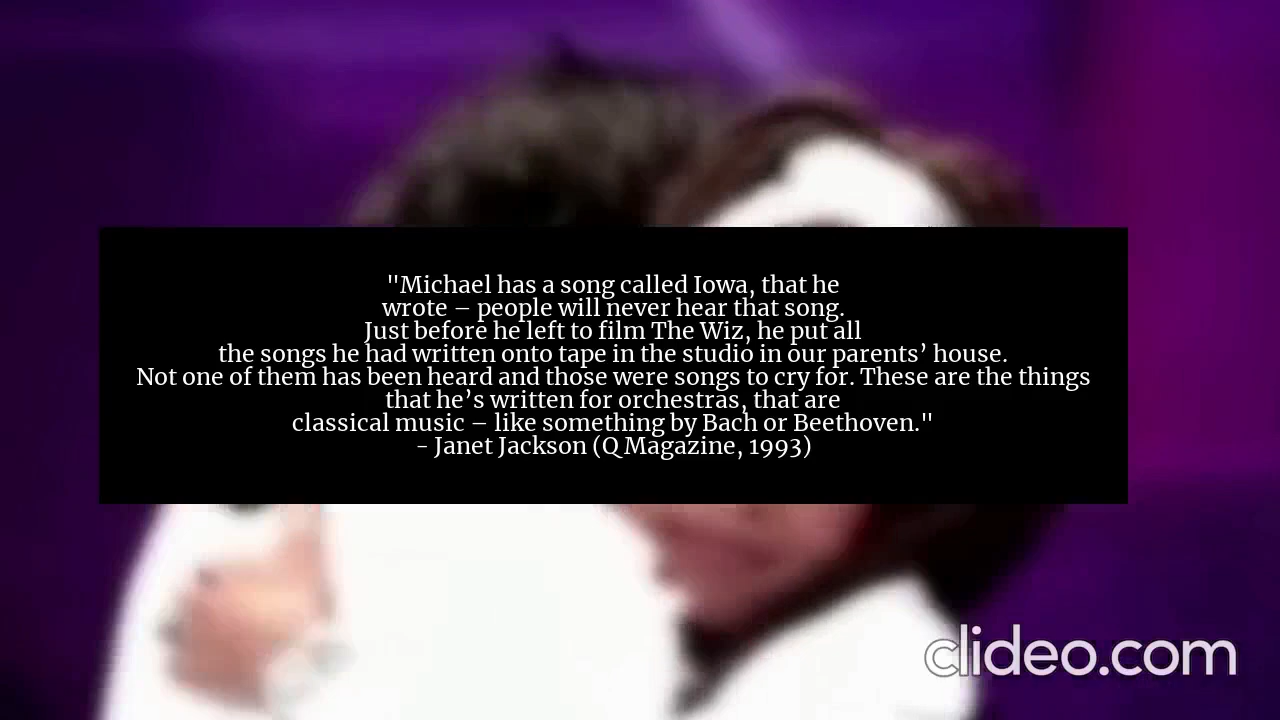 "Michael has a song called Iowa, that he
wrote – people will never hear that song.
Just before he left to film The Wiz, he put all
the songs he had written onto tape in the studio in our parents’ house.
Not one of them has been heard and those were songs to cry for. These are the things
that he’s written for orchestras, that are
classical music – like something by Bach or Beethoven."
- Janet Jackson (Q Magazine, 1993)
clideo.com